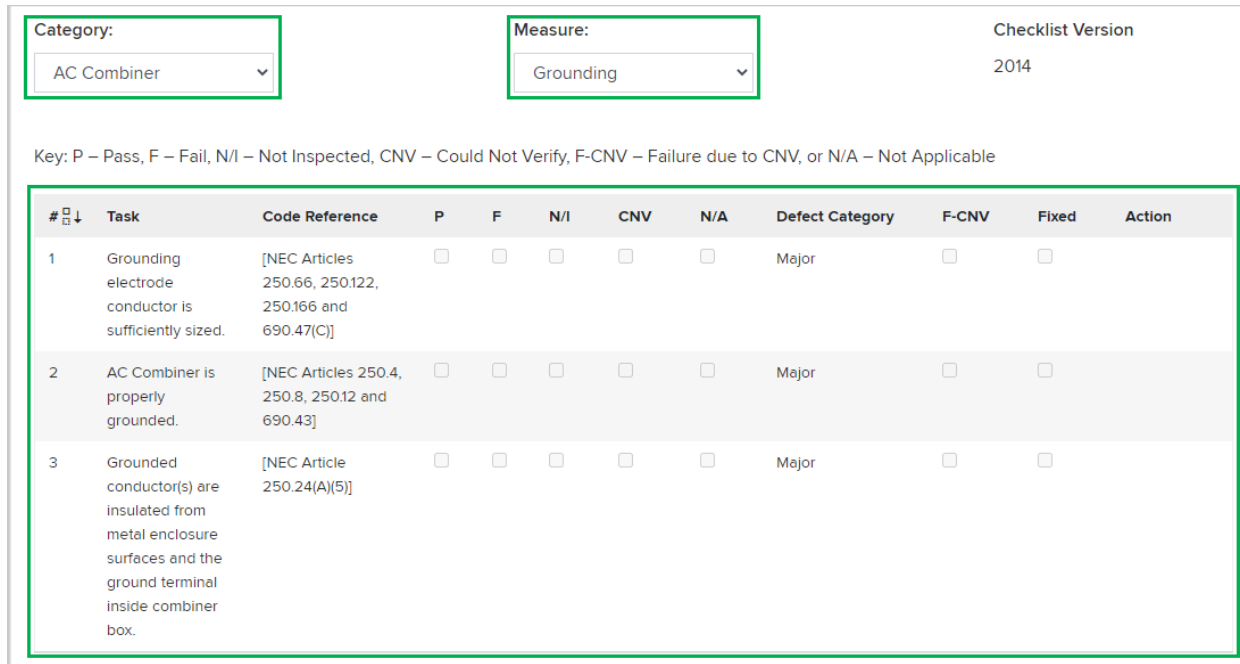 Category:
Measure:
Checklist Version
AC Combiner
Grounding
2014
Key: P – Pass, F – Fail, N/I – Not Inspected, CNV – Could Not Verify, F-CNV – Failure due to CNV, or N/A – Not Applicable
# Task Code Reference P F N/I CNV N/A Defect Category F-CNV Fixed Action
1 Grounding [NEC Articles Major
electrode 250.66, 250.122,
conductor is 250.166 and
sufficiently sized. 690.47(C)]
2 AC Combiner is [NEC Articles 250.4, Major
properly 250.8, 250.12 and
grounded. 690.43]
3 Grounded [NEC Article Major
conductor(s) are 250.24(A)(5)]
insulated from
metal enclosure
surfaces and the
ground terminal
inside combiner
box.